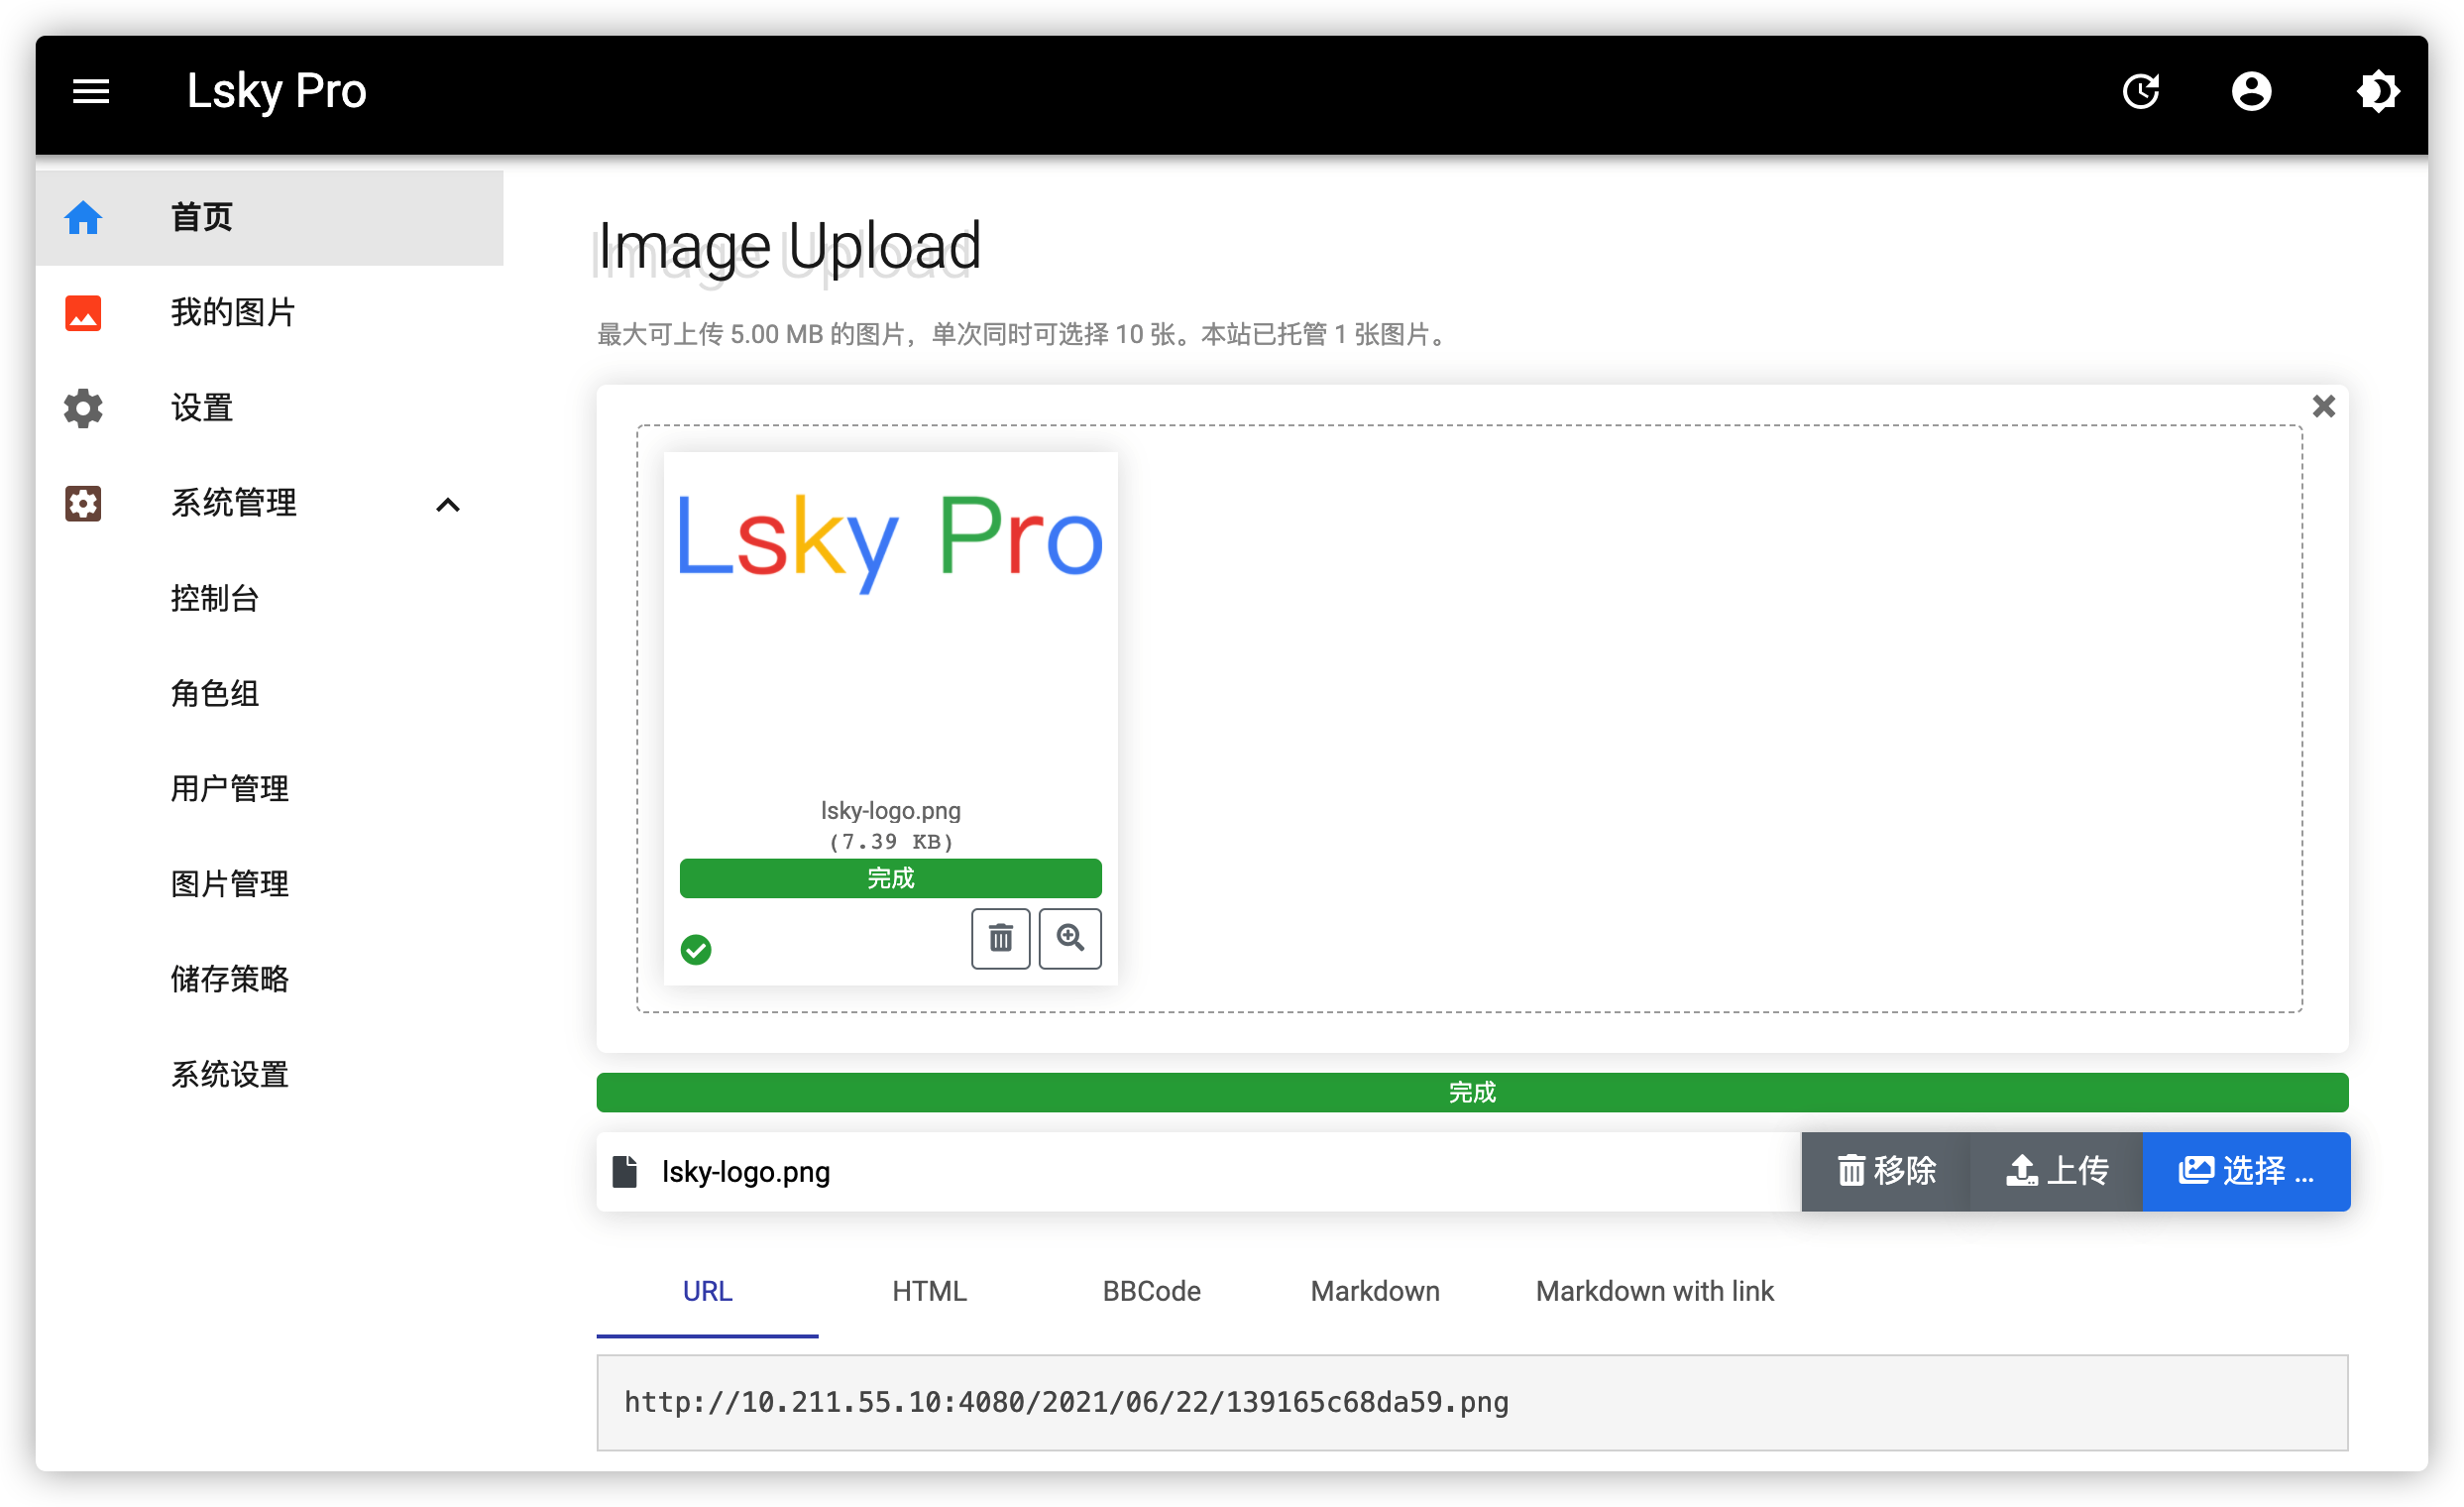 Lsky Pro
首页
我的图片
设置
系统管理
控制台
角色组
用户管理
图片管理
储存策略
系统设置
Image Upload
最大可上传 5.00 MB 的图片，单次同时可选择 10 张。本站已托管 1 张图片。
Lsky Pro
lsky-logo.png
(7.39 KB)
完成
完成
lsky-logo.png
移除 上传 选择 ...
URL HTML BBCode Markdown Markdown with link
http://10.211.55.10:4080/2021/06/22/139165c68da59.png